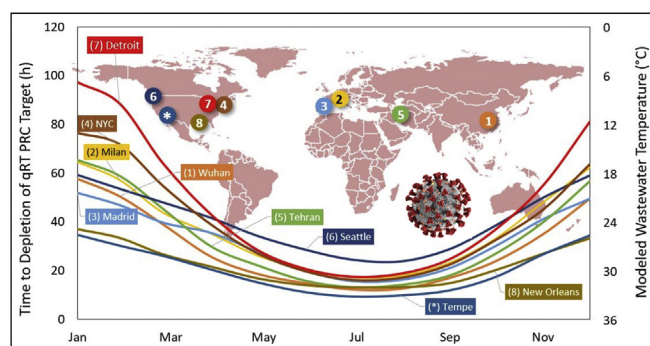 Time to Depletion of qRT PRC Target (h)
120
100
80
60
40
20
0
Jan
Mar
May
Jul
Sep
Nov
0
6
12
18
24
30
36
Modeled Wastewater Temperature (°C)
(7) Detroit
(4) NYC
(2) Milan
(1) Wuhan
(3) Madrid
(5) Tehran
(6) Seattle
(*) Tempe
(8) New Orleans
6
*
7
4
8
3
2
5
1